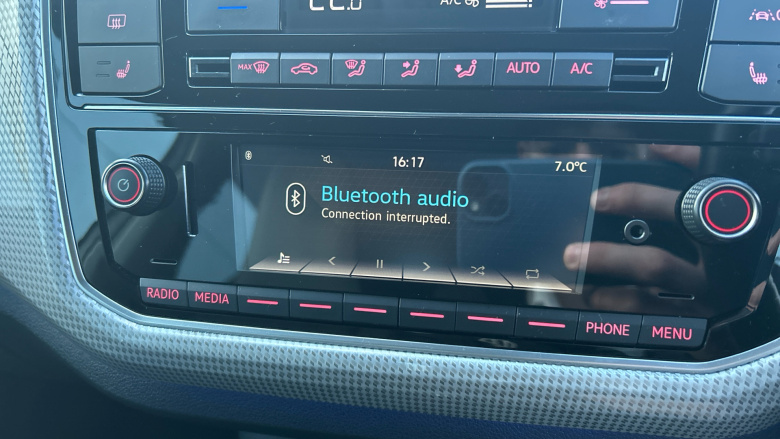 A/C
MAX AUTO A/C
16:17 7.0°C
Bluetooth audio
Connection interrupted.
RADIO MEDIA PHONE MENU